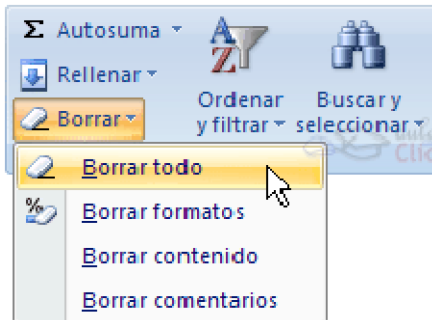 Σ Autosuma
Rellenar
Borrar
Ordenar
y filtrar
Buscar y
seleccionar
Borrar todo
Borrar formatos
Borrar contenido
Borrar comentarios